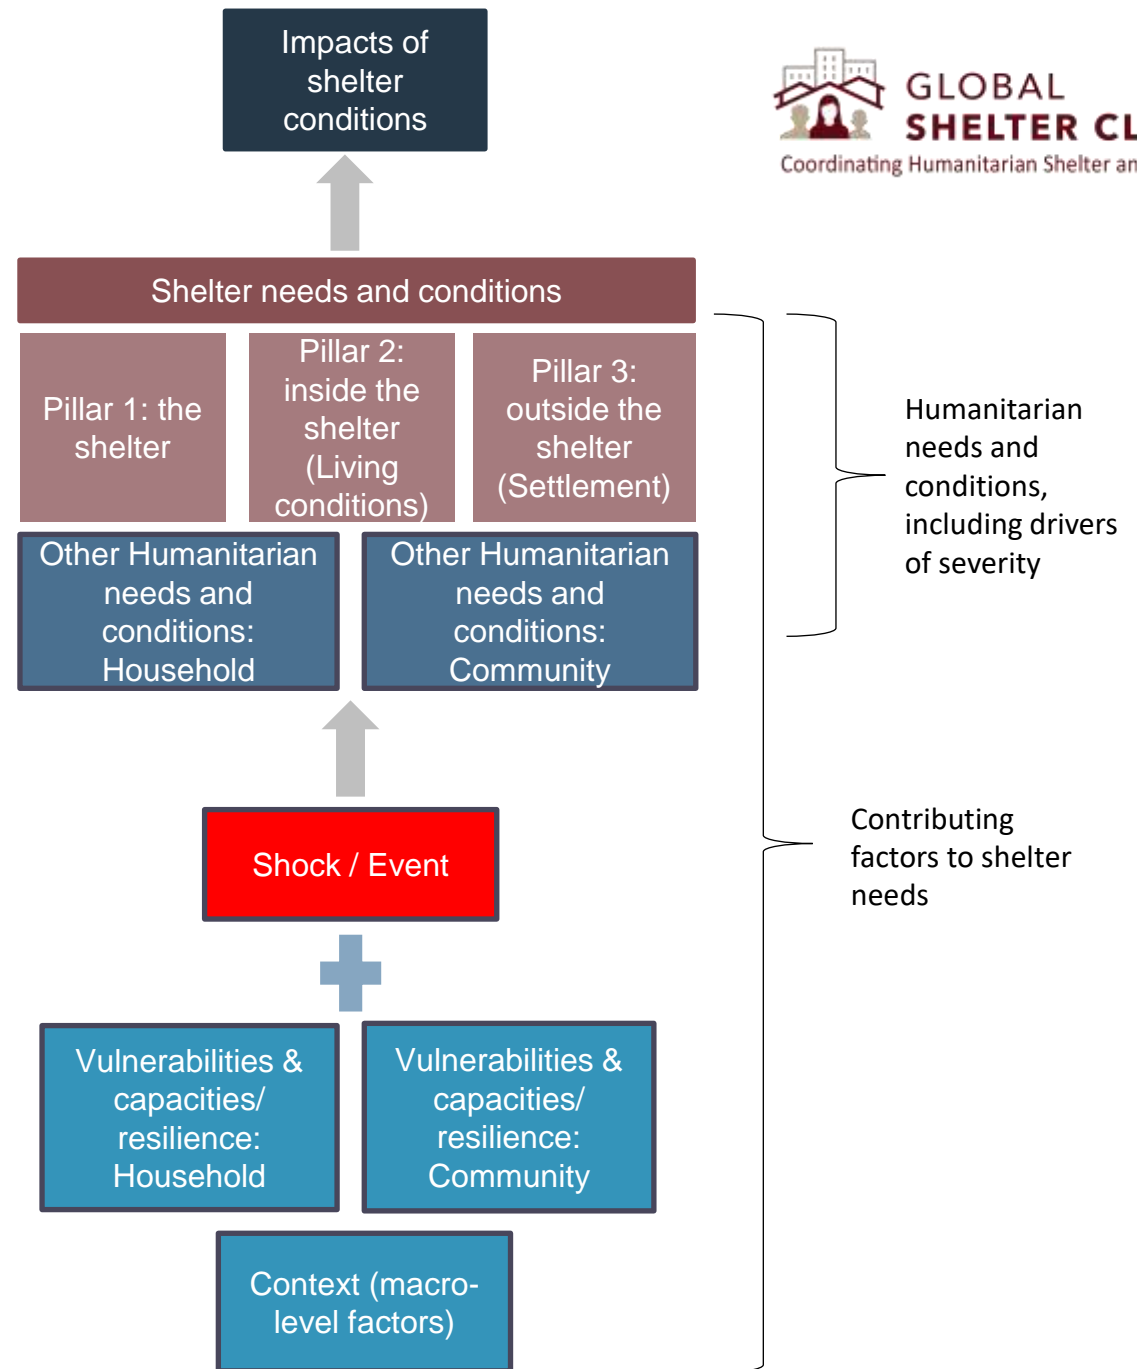 Impacts of
shelter
conditions
GLOBAL
SHELTER CL
Coordinating Humanitarian Shelter an
Shelter needs and conditions
Pillar 1: the
shelter
Pillar 2:
inside the
shelter
(Living
conditions)
Pillar 3:
outside the
shelter
(Settlement)
Humanitarian
needs and
conditions,
including drivers
of severity
Other Humanitarian
needs and
conditions:
Household
Other Humanitarian
needs and
conditions:
Community
Shock / Event
Contributing
factors to shelter
needs
Vulnerabilities &
capacities/
resilience:
Household
Vulnerabilities &
capacities/
resilience:
Community
Context (macro-
level factors)